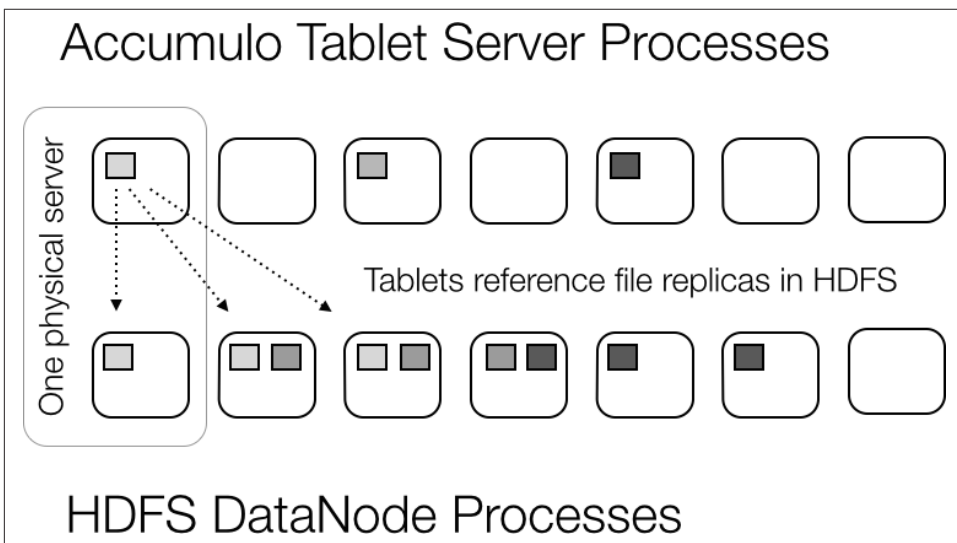 Accumulo Tablet Server Processes
One physical server
Tablets reference file replicas in HDFS
HDFS DataNode Processes